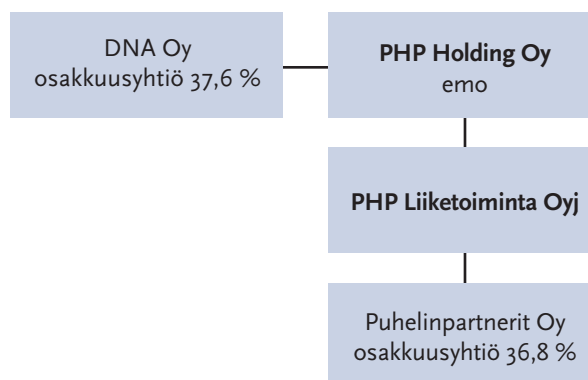 DNA Oy
osakkuusyhtiö 37,6 %
PHP Holding Oy
emo
PHP Liiketoiminta Oyj
Puhelinpartnerit Oy
osakkuusyhtiö 36,8 %